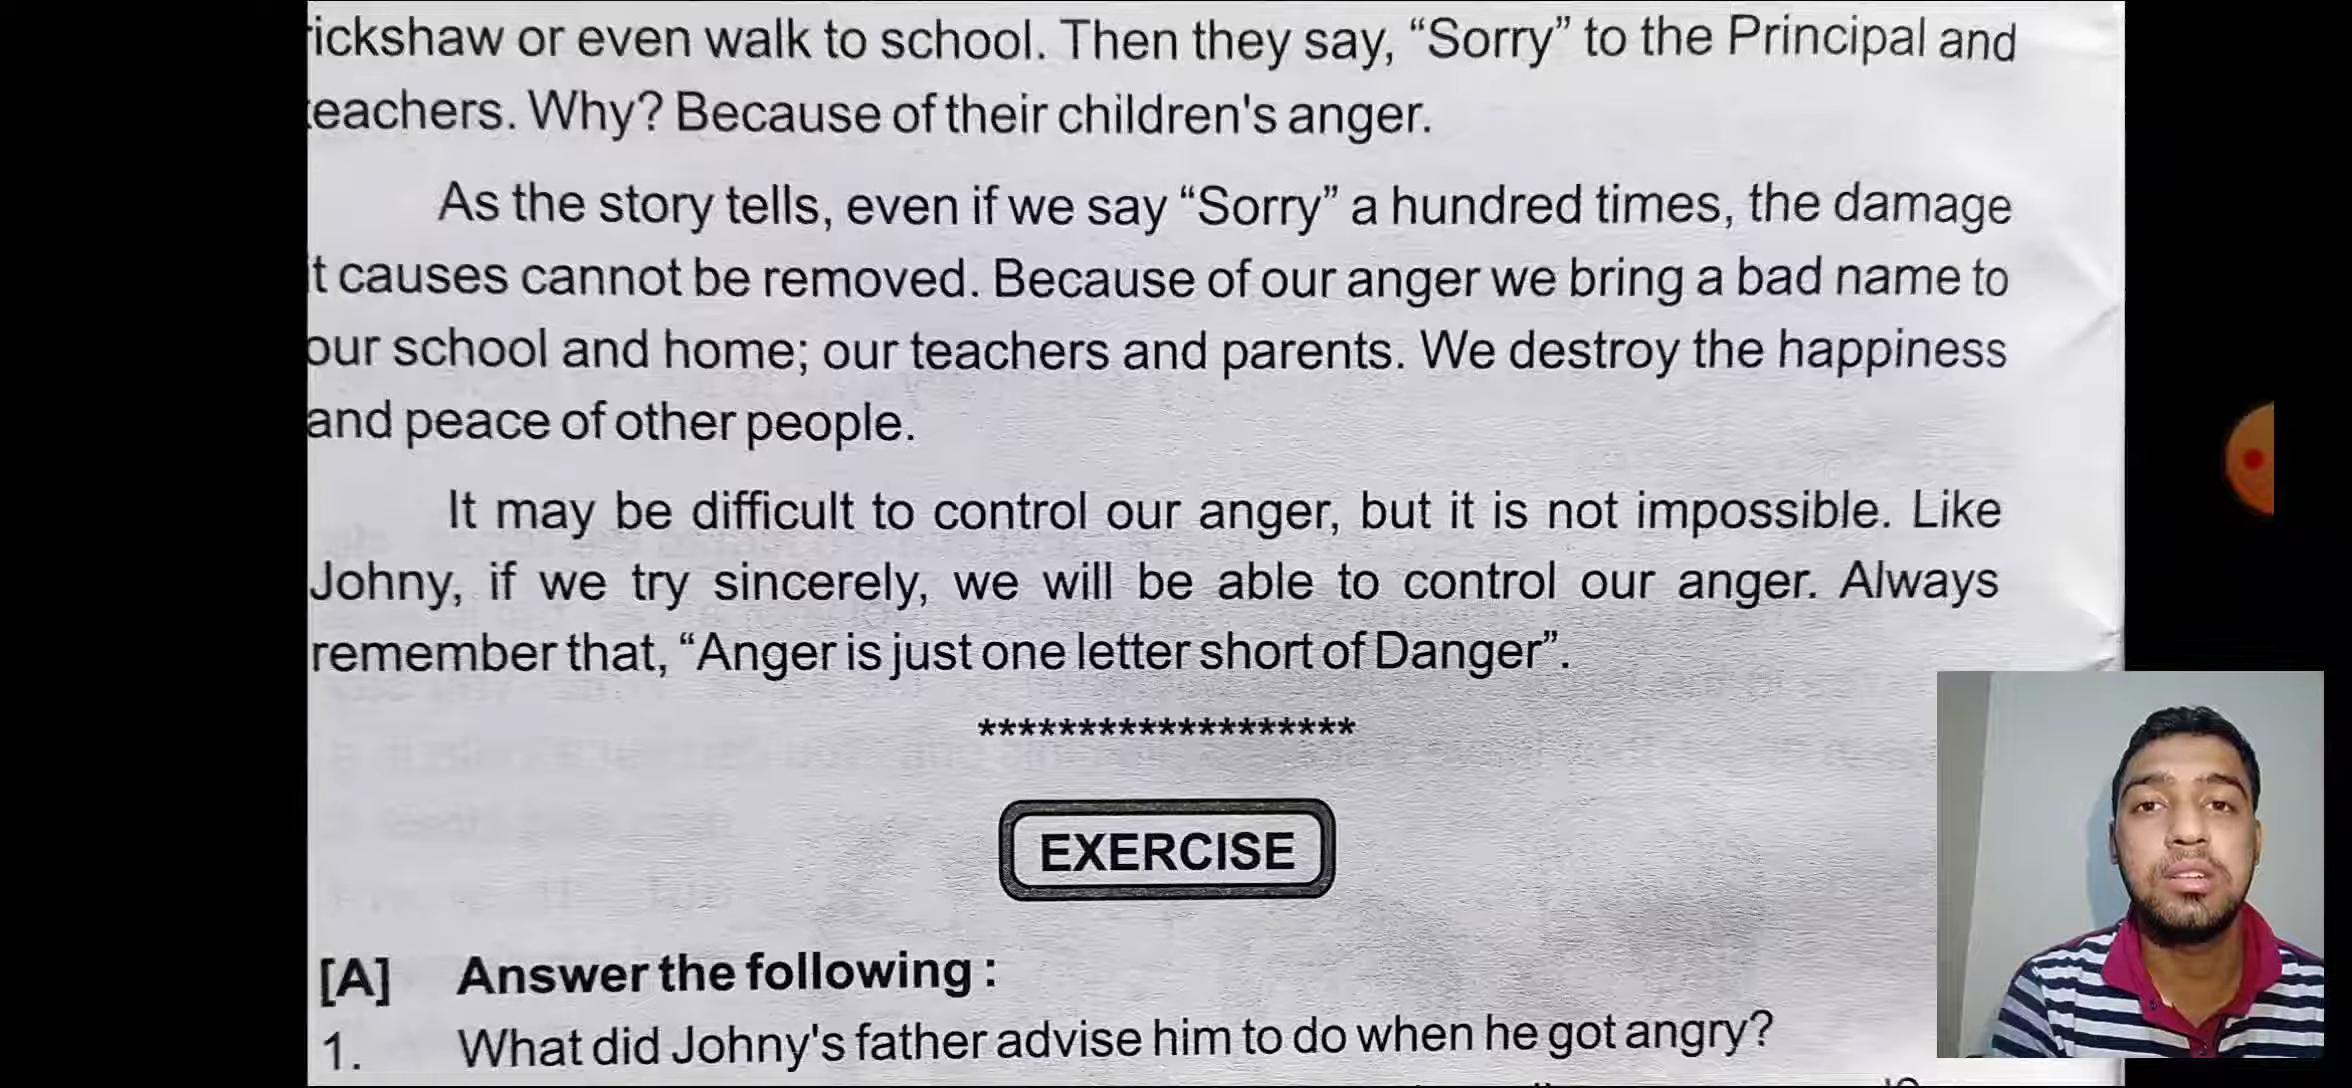 ickshaw or even walk to school. Then they say, “Sorry” to the Principal and
eachers. Why? Because of their children's anger.
As the story tells, even if we say “Sorry” a hundred times, the damage
it causes cannot be removed. Because of our anger we bring a bad name to
our school and home; our teachers and parents. We destroy the happiness
and peace of other people.
It may be difficult to control our anger, but it is not impossible. Like
Johny, if we try sincerely, we will be able to control our anger. Always
remember that, “Anger is just one letter short of Danger”.
*******************
EXERCISE
[A] Answer the following :
1. What did Johny's father advise him to do when he got angry?